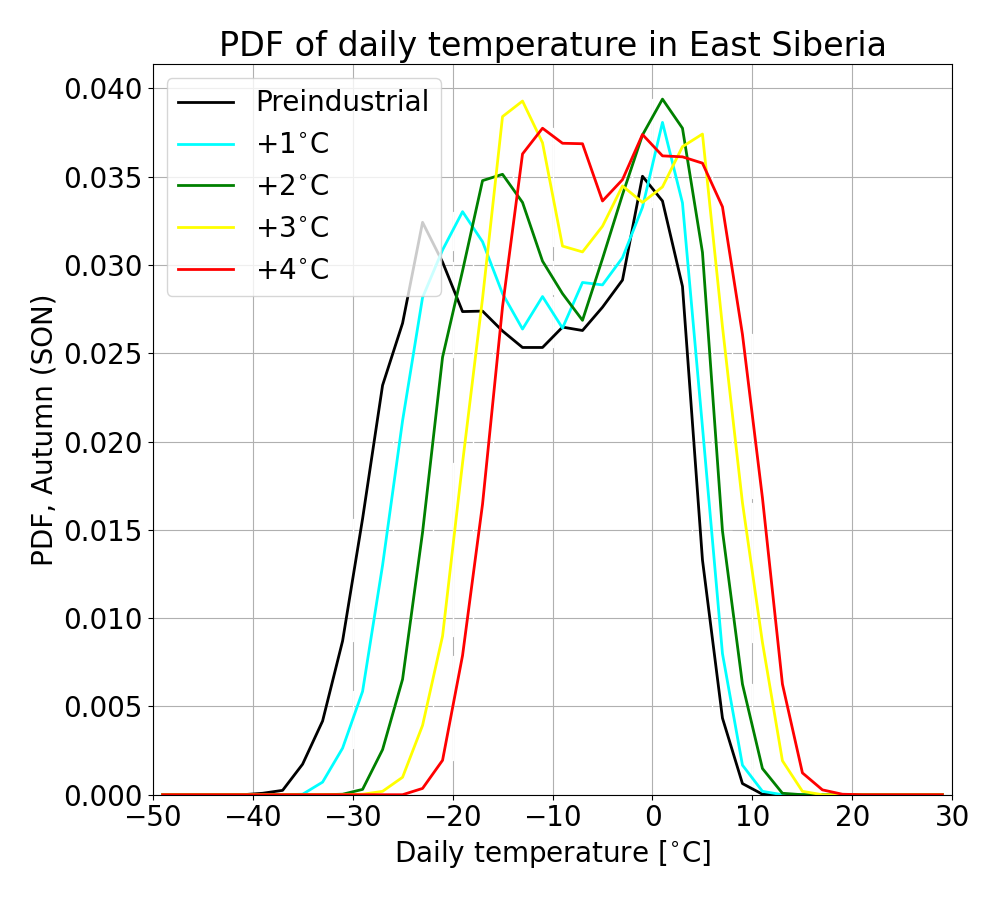 PDF of daily temperature in East Siberia
PDF, Autumn (SON)
0.040
0.035
0.030
0.025
0.020
0.015
0.010
0.005
0.000
Preindustrial
+1°C
+2°C
+3°C
+4°C
−50 −40 −30 −20 −10 0 10 20 30
Daily temperature [°C]